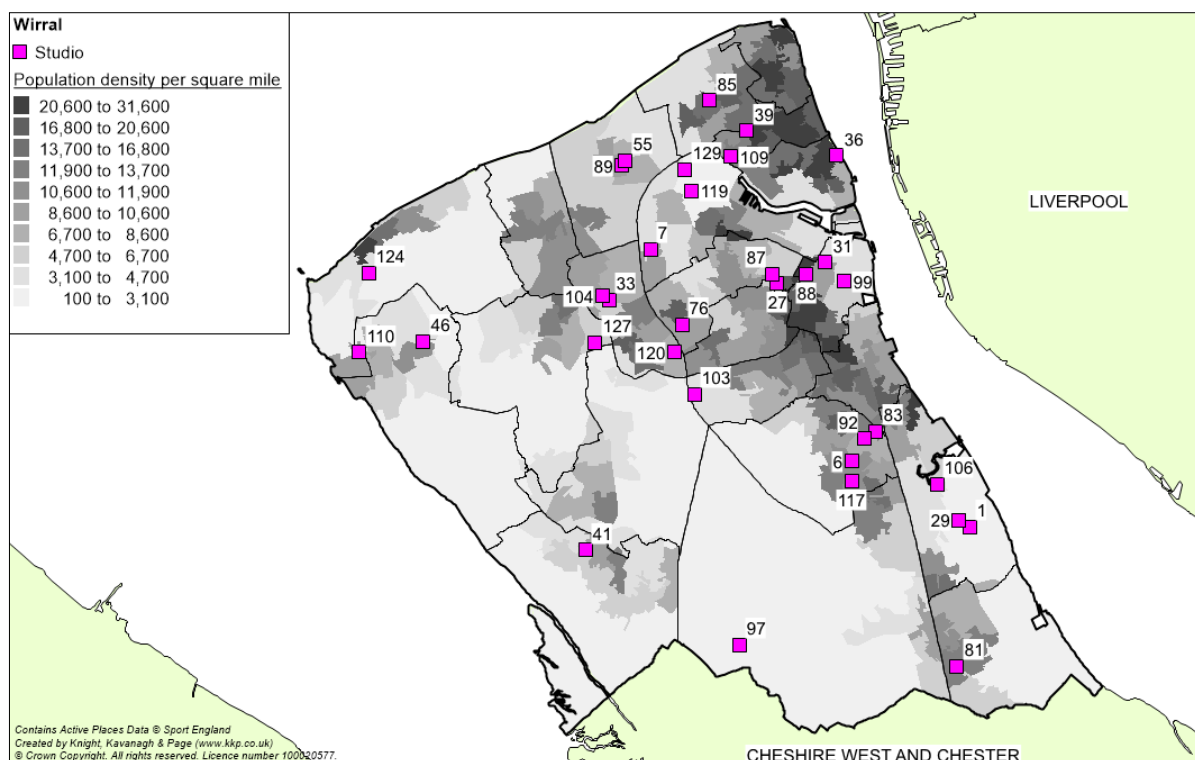 Wirral
Studio
Population density per square mile
20,600 to 31,600
16,800 to 20,600
13,700 to 16,800
11,900 to 13,700
10,600 to 11,900
8,600 to 10,600
6,700 to 8,600
4,700 to 6,700
3,100 to 4,700
100 to 3,100
85
39
36
55
129
109
89
119
LIVERPOOL
7
31
124
87
33
99
104
27
88
76
46
127
110
120
103
83
92
6
106
117
1
29
41
97
81
Contains Active Places Data © Sport England
Created by Knight, Kavanagh & Page (www.kkp.co.uk)
© Crown Copyright. All rights reserved. Licence number 100020577.
CHESHIRE WEST AND CHESTER